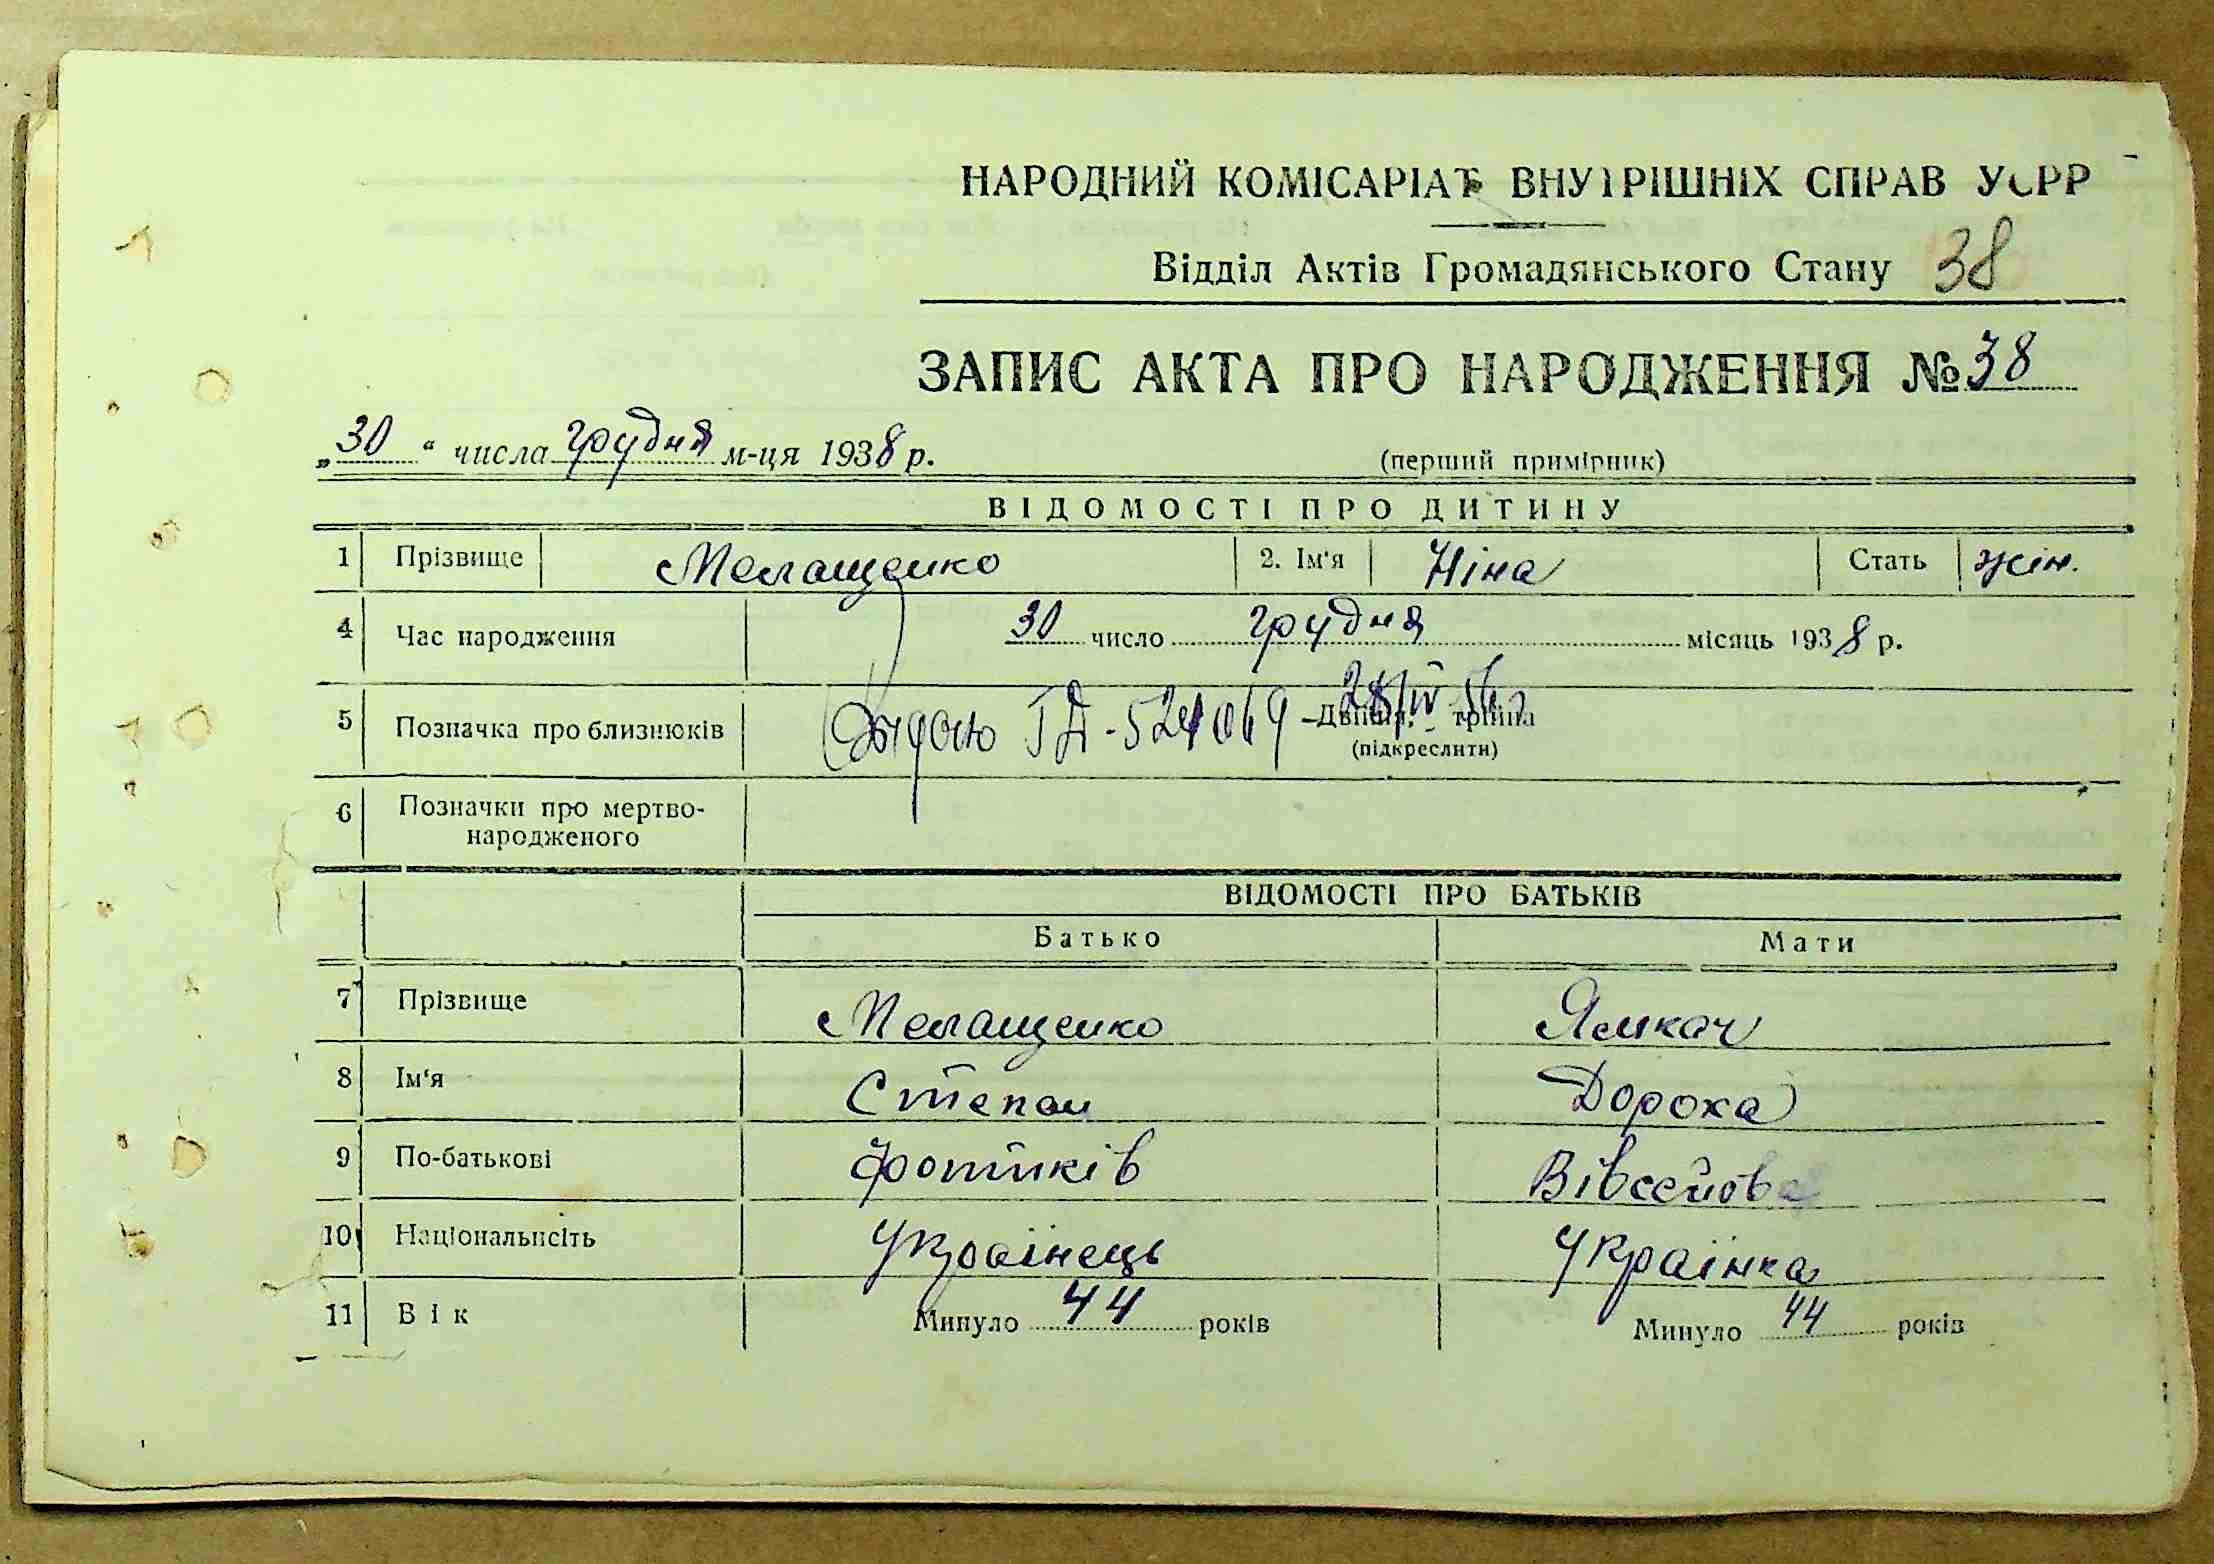 НАРОДНИЙ КОМІСАРІАТ ВНУТРІШНІХ СПРАВ УСРР
Відділ Актів Громадянського Стану 38
ЗАПИС АКТА ПРО НАРОДЖЕННЯ № 38
„30“ числа грудня м-ця 1938 р. (перший примірник)
ВІДОМОСТІ ПРО ДИТИНУ
1 Прізвище Мелащенко 2. Ім'я Ніна Стать жін.
4 Час народження 30 число грудня місяць 1938 р.
5 Позначка про близнюків Двійня, трійня
(підкреслити)
6 Позначки про мертво-
народженого
ВІДОМОСТІ ПРО БАТЬКІВ
Батько Мати
7 Прізвище Мелащенко Ямкач
8 Ім'я Степан Дороха
9 По-батькові Фотиків Вівсейова
10 Національність Українець Українка
11 Вік Минуло 44 років Минуло 44 років